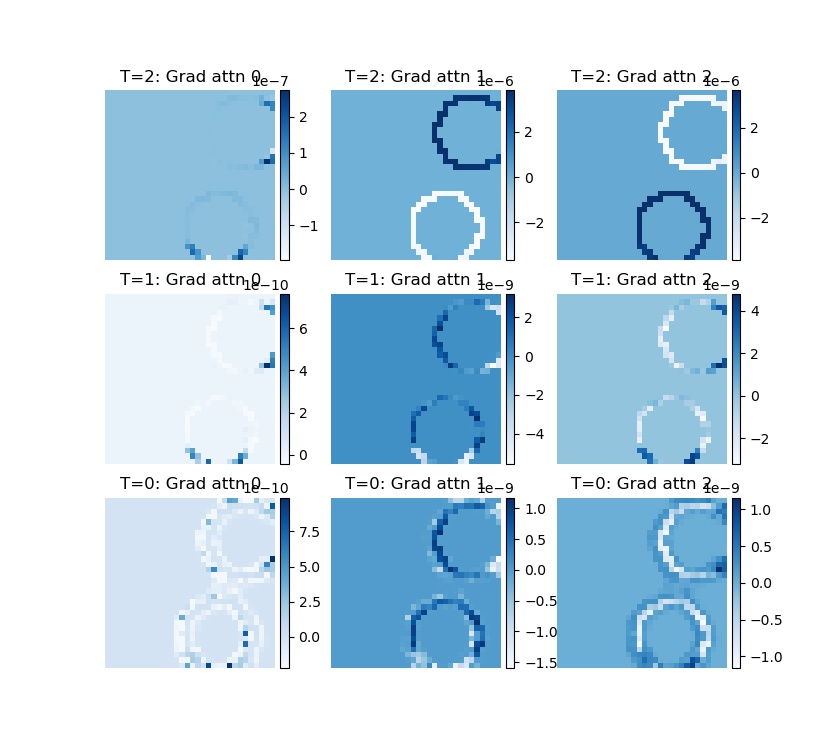 T=2: Grad attn 0
1e−7
2
1
0
−1
T=2: Grad attn 1
1e−6
2
0
−2
T=2: Grad attn 2
1e−6
2
0
−2
T=1: Grad attn 0
1e−10
6
4
2
0
T=1: Grad attn 1
1e−9
2
0
−2
−4
T=1: Grad attn 2
1e−9
4
2
0
−2
T=0: Grad attn 0
1e−10
7.5
5.0
2.5
0.0
T=0: Grad attn 1
1e−9
1.0
0.5
0.0
−0.5
−1.0
−1.5
T=0: Grad attn 2
1e−9
1.0
0.5
0.0
−0.5
−1.0